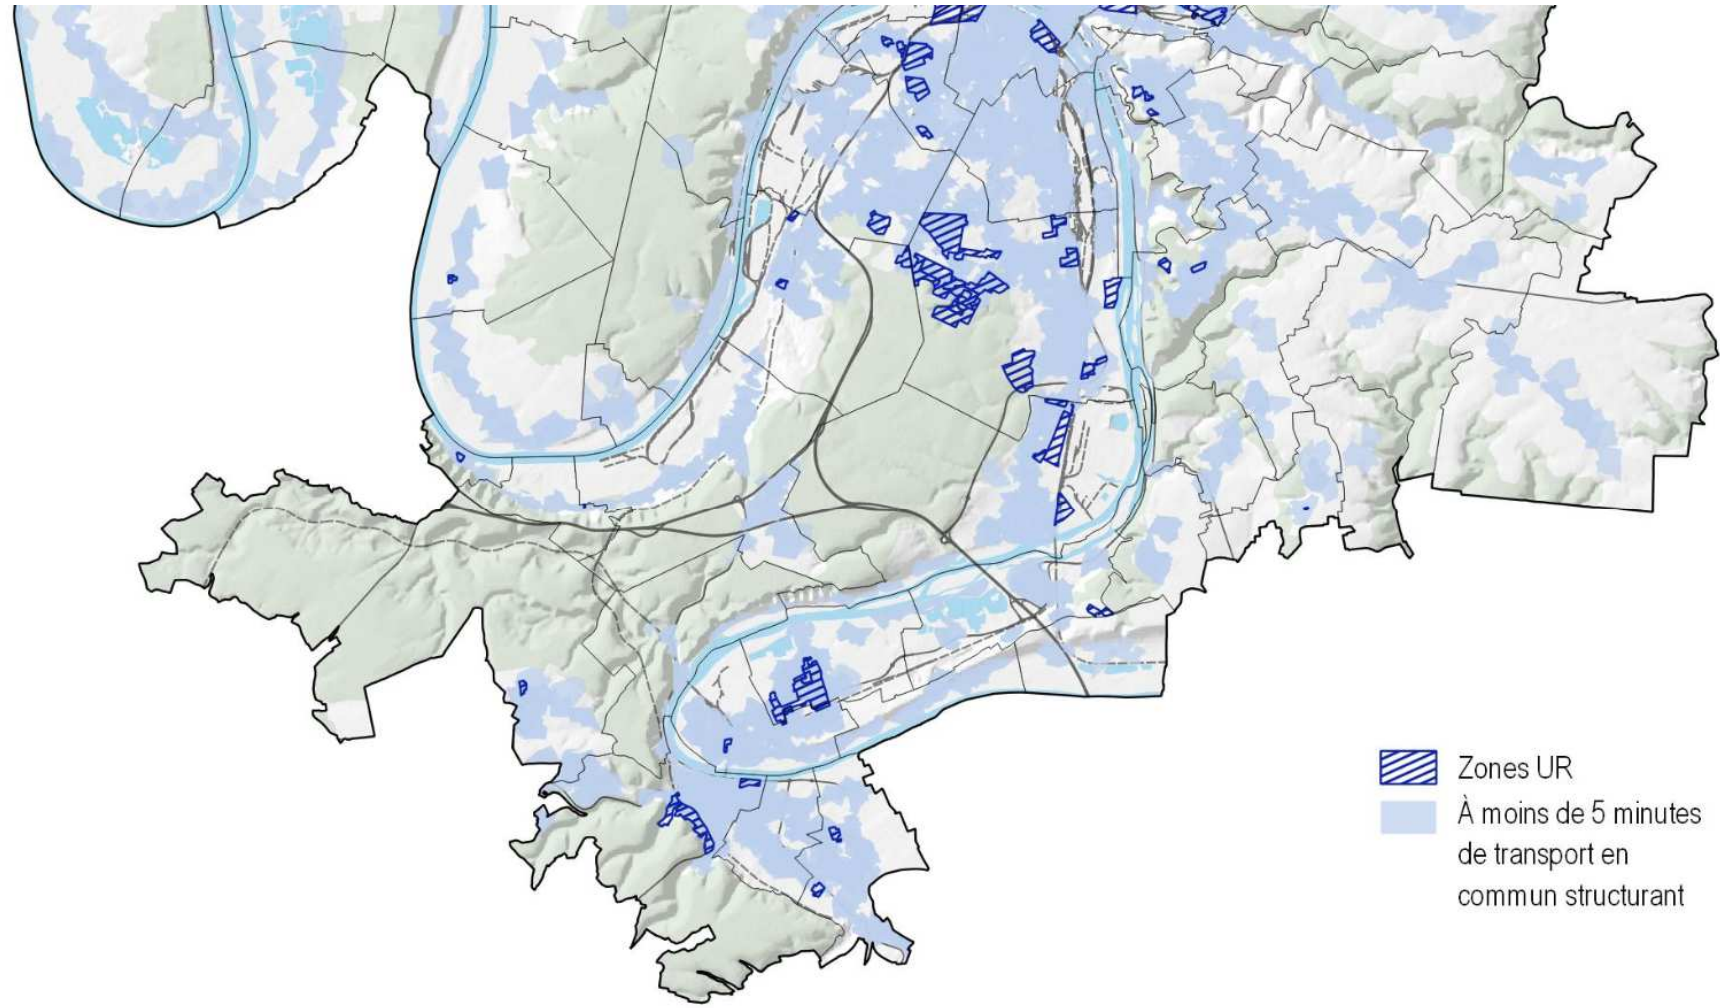 Zones UR
À moins de 5 minutes
de transport en
commun structurant